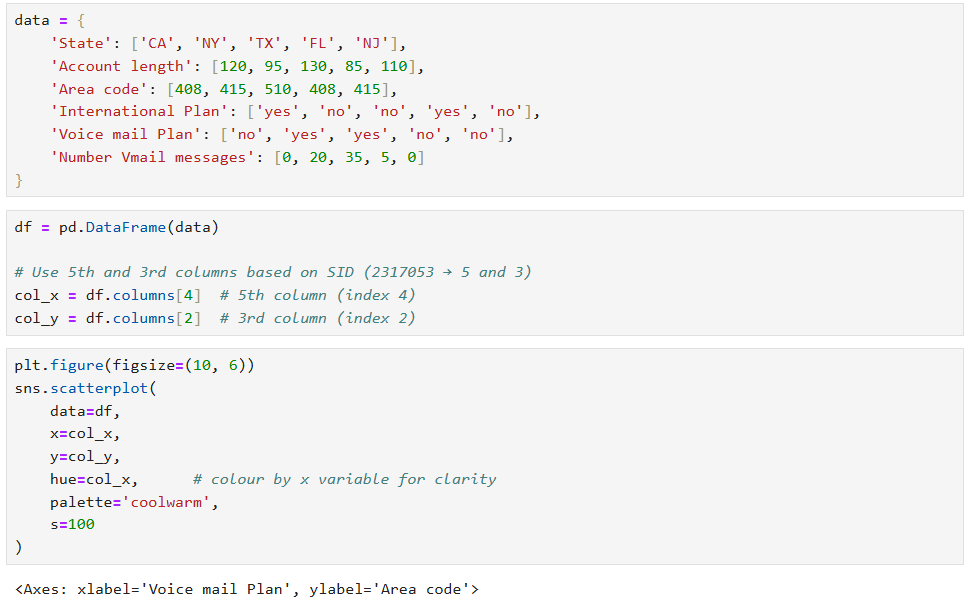 data = {
    'State': ['CA', 'NY', 'TX', 'FL', 'NJ'],
    'Account length': [120, 95, 130, 85, 110],
    'Area code': [408, 415, 510, 408, 415],
    'International Plan': ['yes', 'no', 'no', 'yes', 'no'],
    'Voice mail Plan': ['no', 'yes', 'yes', 'no', 'no'],
    'Number Vmail messages': [0, 20, 35, 5, 0]
}
df = pd.DataFrame(data)
# Use 5th and 3rd columns based on SID (2317053 → 5 and 3)
col_x = df.columns[4]  # 5th column (index 4)
col_y = df.columns[2]  # 3rd column (index 2)
plt.figure(figsize=(10, 6))
sns.scatterplot(
    data=df,
    x=col_x,
    y=col_y,
    hue=col_x,      # colour by x variable for clarity
    palette='coolwarm',
    s=100
)
<Axes: xlabel='Voice mail Plan', ylabel='Area code'>